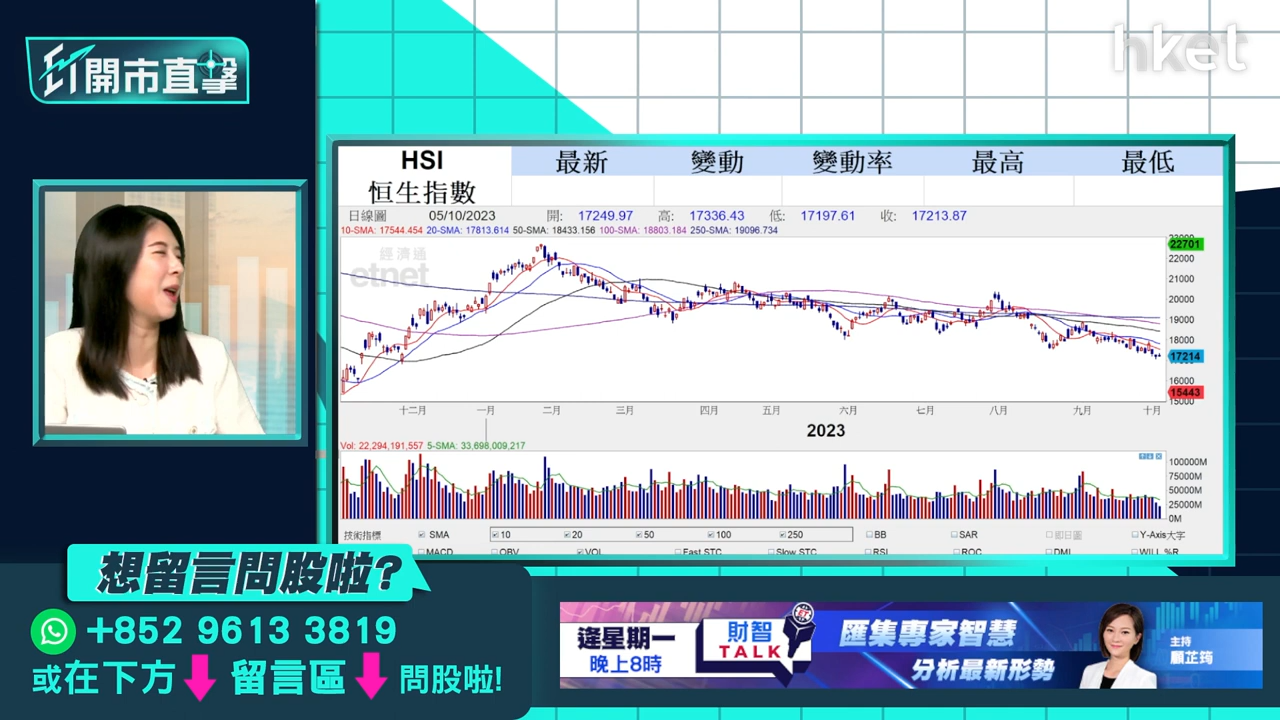 ET開市直擊
hket
HSI 最新 變動 變動率 最高 最低
恒生指數
日線圖 05/10/2023 開: 17249.97 高: 17336.43 低: 17197.61 收: 17213.87
10-SMA: 17544.454 20-SMA: 17813.614 50-SMA: 18433.156 100-SMA: 18803.184 250-SMA: 19096.734
經濟通
etnet
23000
22701
22000
21000
20000
19000
18000
17214
16000
15443
15000
十二月 一月 二月 三月 四月 五月 六月 七月 八月 九月 十月
2023
Vol: 22,294,191,557 5-SMA: 33,698,009,217
100000M
75000M
50000M
25000M
0M
技術指標 SMA 10 20 50 100 250 BB SAR 即日圖 Y-Axis大字
MACD OBV VOL Fast STC Slow STC RSI ROC DMI WILL %R
想留言問股啦?
+852 9613 3819
或在下方 留言區 問股啦!
逢星期一
晚上8時
財智
TALK
匯集專家智慧
分析最新形勢
主持
顧芷筠